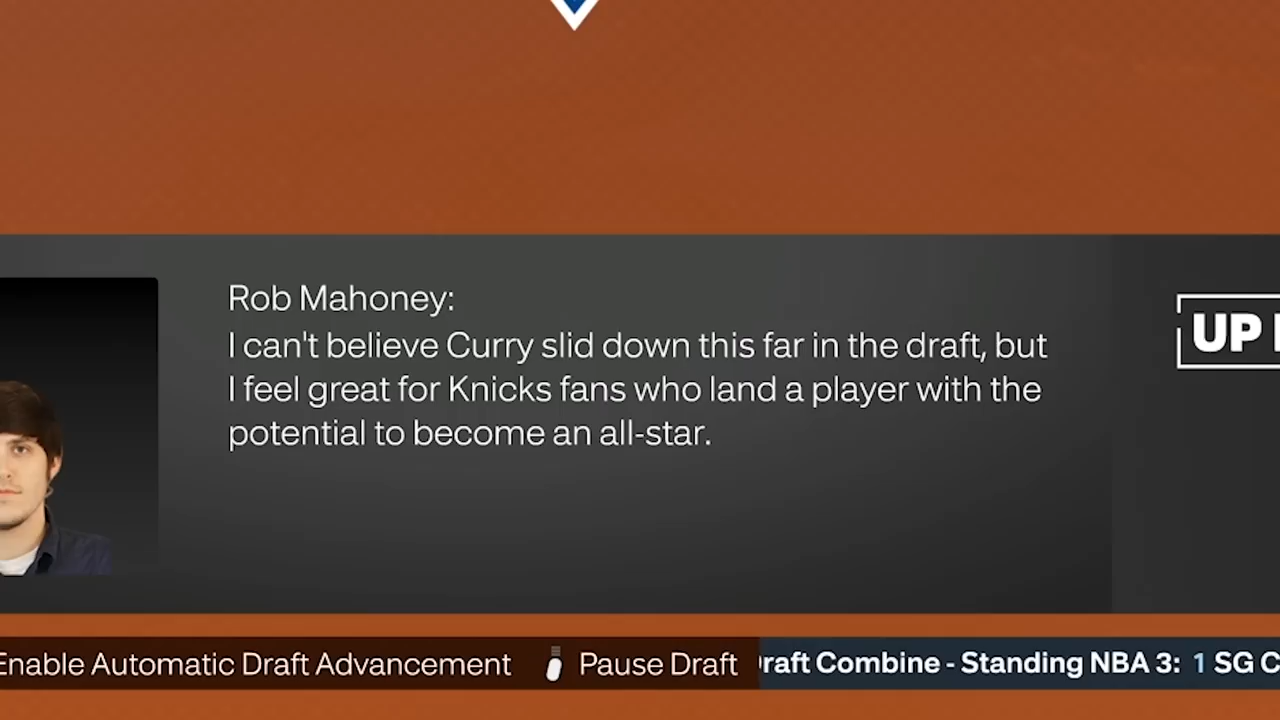 Rob Mahoney:
I can't believe Curry slid down this far in the draft, but
I feel great for Knicks fans who land a player with the
potential to become an all-star.
UP
Enable Automatic Draft Advancement
Pause Draft
Draft Combine - Standing NBA 3: 1 SG